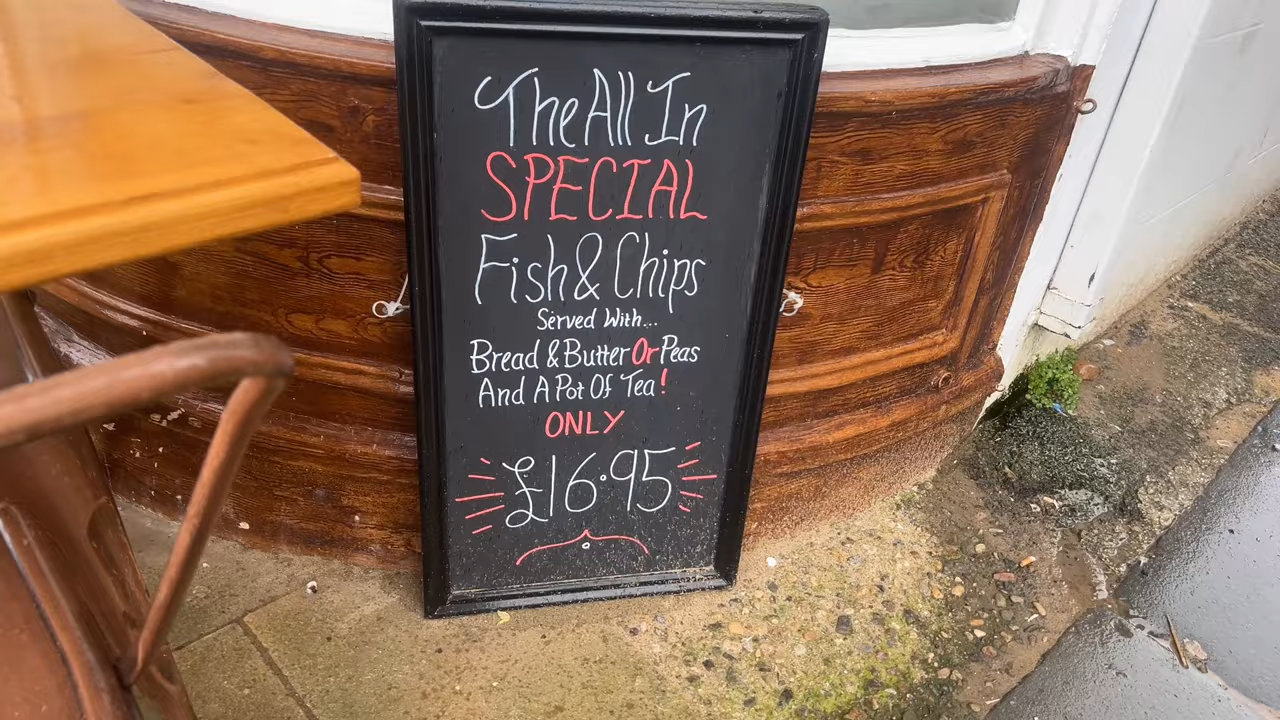 The All In
SPECIAL
Fish & Chips
Served With...
Bread & Butter Or Peas
And A Pot Of Tea!
ONLY
£16.95